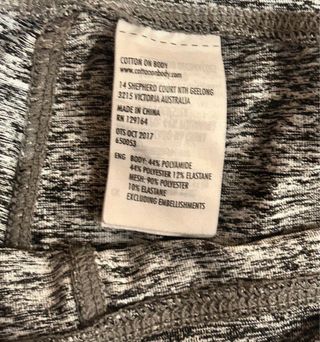 COTTON ON BODY
www.cottononbody.com
14 SHEPHERD COURT NTH GEELONG
3215 VICTORIA AUSTRALIA
MADE IN CHINA
RN 129164
OTS OCT 2017
650053
ENG BODY: 44% POLYAMIDE
44% POLYESTER 12% ELASTANE
MESH: 90% POLYESTER
10% ELASTANE
EXCLUDING EMBELLISHMENTS